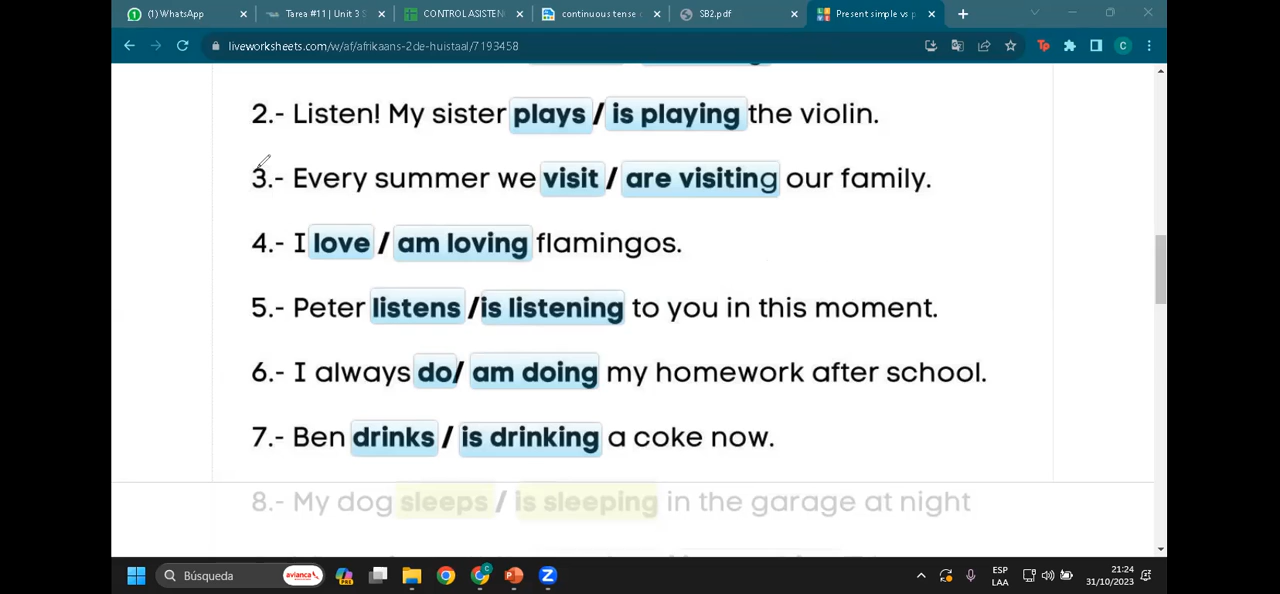 (1) WhatsApp
Tarea #11 | Unit 3 S
CONTROL ASISTEN
continuous tense c
SB2.pdf
Present simple vs p
liveworksheets.com/w/af/afrikaans-2de-huistaal/7193458
2.- Listen! My sister plays / is playing the violin.
3.- Every summer we visit / are visiting our family.
4.- I love / am loving flamingos.
5.- Peter listens /is listening to you in this moment.
6.- I always do/ am doing my homework after school.
7.- Ben drinks / is drinking a coke now.
8.- My dog sleeps / is sleeping in the garage at night
Búsqueda
avianca
ESP
LAA
21:24
31/10/2023